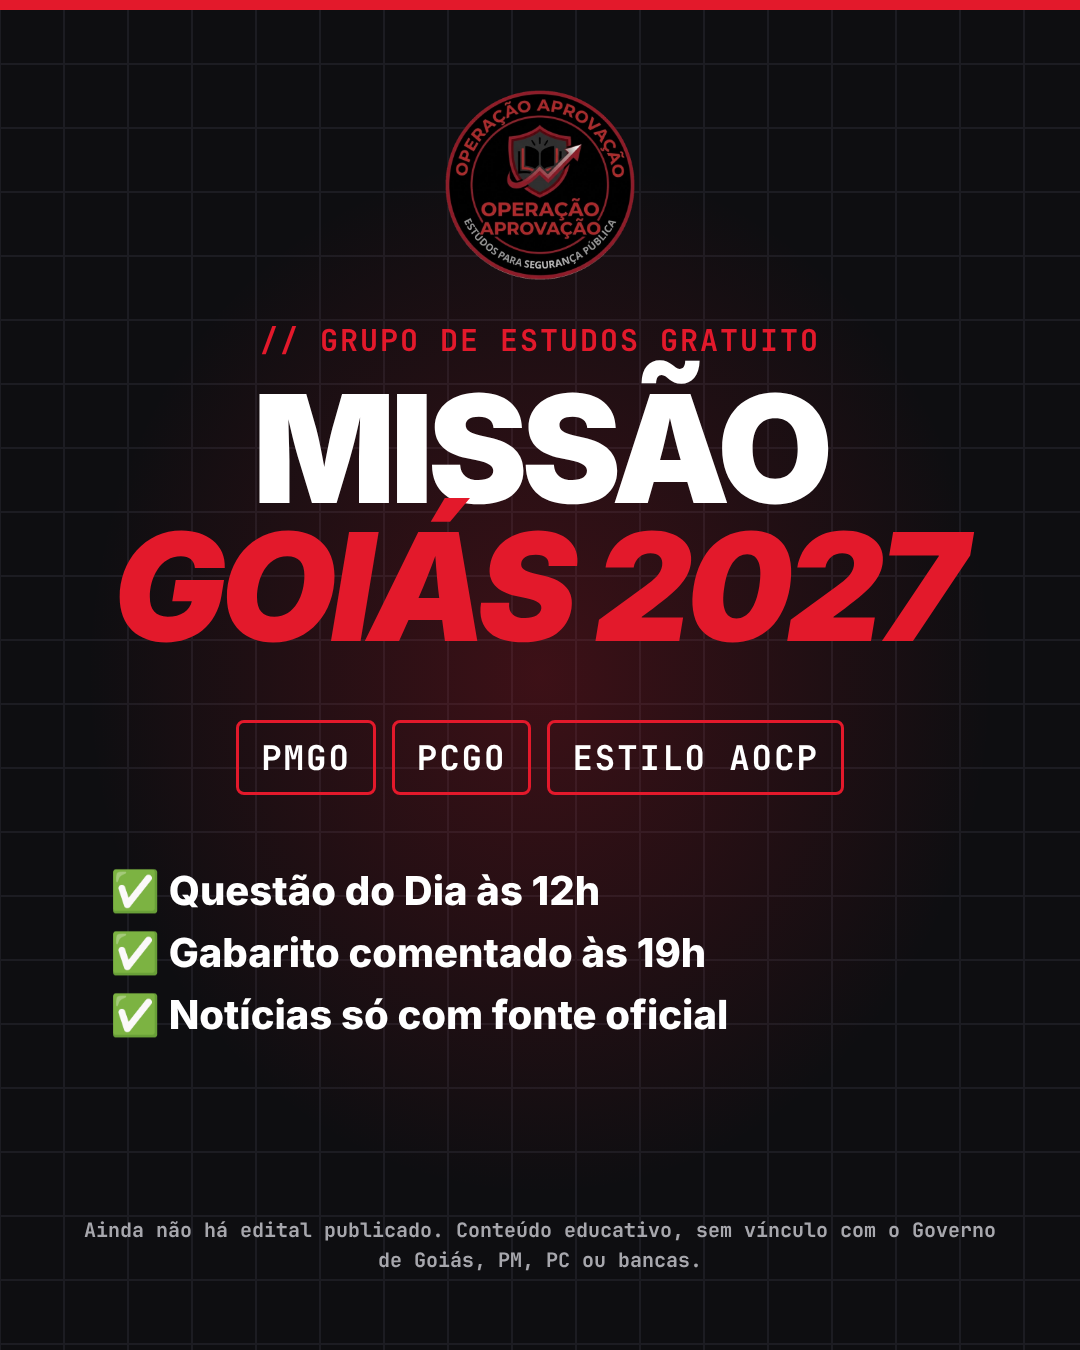 OPERAÇÃO APROVAÇÃO
OPERAÇÃO
APROVAÇÃO
ESTUDOS PARA SEGURANÇA PÚBLICA
// GRUPO DE ESTUDOS GRATUITO
MISSÃO
GOIÁS 2027
PMGO PCGO ESTILO AOCP
✅ Questão do Dia às 12h
✅ Gabarito comentado às 19h
✅ Notícias só com fonte oficial
Ainda não há edital publicado. Conteúdo educativo, sem vínculo com o Governo
de Goiás, PM, PC ou bancas.